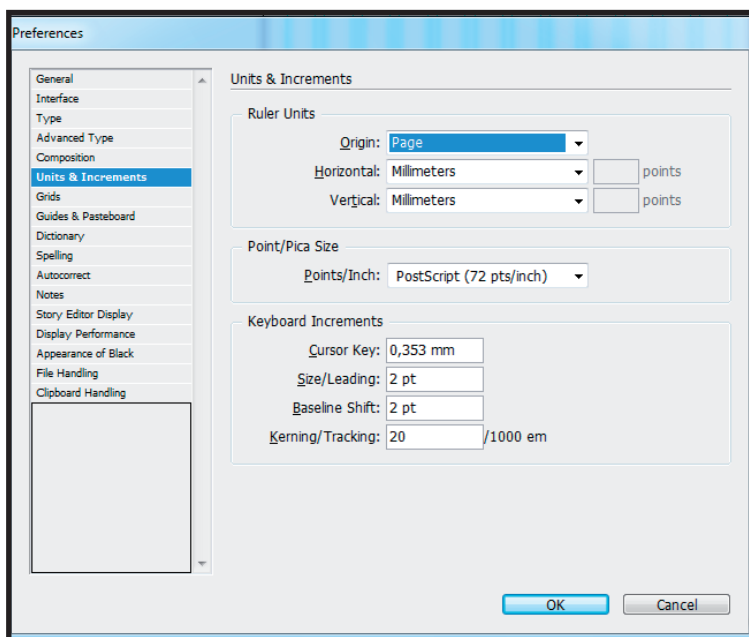 Preferences
General
Interface
Type
Advanced Type
Composition
Units & Increments
Grids
Guides & Pasteboard
Dictionary
Spelling
Autocorrect
Notes
Story Editor Display
Display Performance
Appearance of Black
File Handling
Clipboard Handling
Units & Increments
Ruler Units
Origin: Page
Horizontal: Millimeters points
Vertical: Millimeters points
Point/Pica Size
Points/Inch: PostScript (72 pts/inch)
Keyboard Increments
Cursor Key: 0,353 mm
Size/Leading: 2 pt
Baseline Shift: 2 pt
Kerning/Tracking: 20 /1000 em
OK Cancel